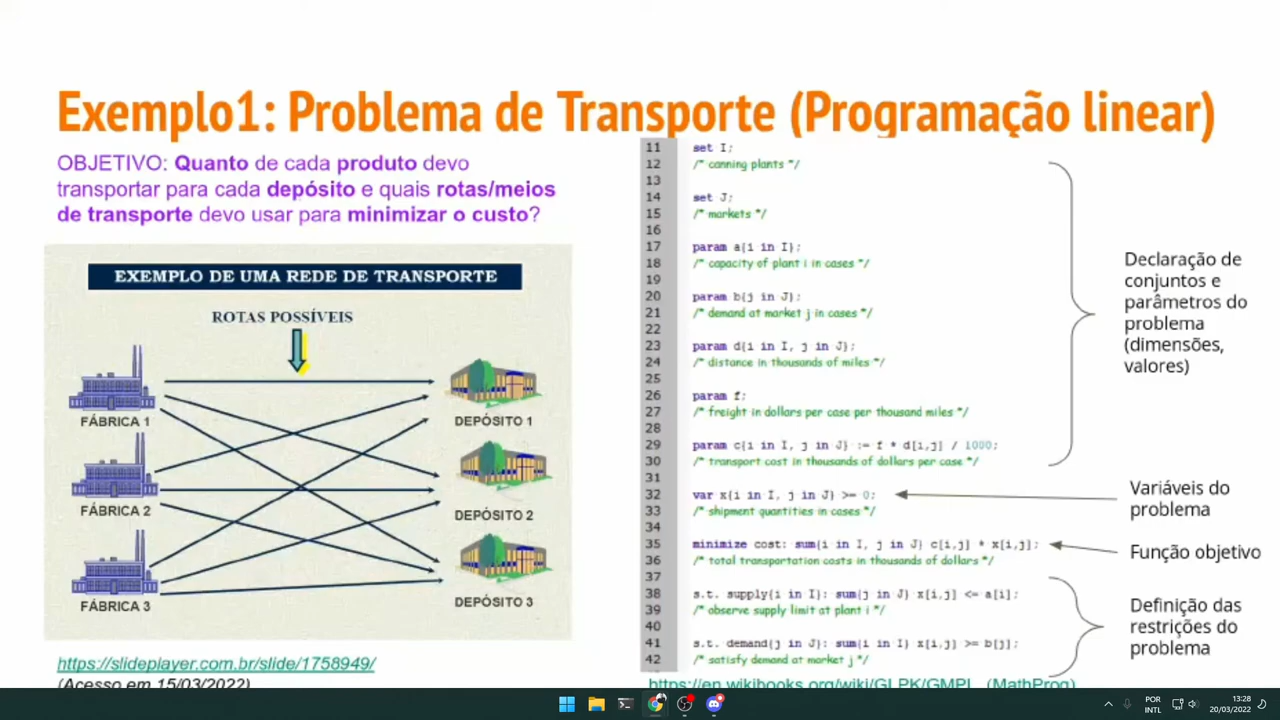 Exemplo1: Problema de Transporte (Programação linear)
OBJETIVO: Quanto de cada produto devo
transportar para cada depósito e quais rotas/meios
de transporte devo usar para minimizar o custo?
EXEMPLO DE UMA REDE DE TRANSPORTE
ROTAS POSSÍVEIS
FÁBRICA 1
DEPÓSITO 1
FÁBRICA 2
DEPÓSITO 2
FÁBRICA 3
DEPÓSITO 3
https://slideplayer.com.br/slide/1758949/
(Acesso em 15/03/2022)
11 set I;
12 /* canning plants */
13
14 set J;
15 /* markets */
16
17 param a{i in I};
18 /* capacity of plant i in cases */
19
20 param b{j in J};
21 /* demand at market j in cases */
22
23 param d{i in I, j in J};
24 /* distance in thousands of miles */
25
26 param f;
27 /* freight in dollars per case per thousand miles */
28
29 param c{i in I, j in J} := f * d[i,j] / 1000;
30 /* transport cost in thousands of dollars per case */
31
32 var x{i in I, j in J} >= 0;
33 /* shipment quantities in cases */
34
35 minimize cost: sum{i in I, j in J} c[i,j] * x[i,j];
36 /* total transportation costs in thousands of dollars */
37
38 s.t. supply{i in I}: sum{j in J} x[i,j] <= a[i];
39 /* observe supply limit at plant i */
40
41 s.t. demand{j in J}: sum{i in I} x[i,j] >= b[j];
42 /* satisfy demand at market j */
https://en.wikibooks.org/wiki/GLPK/GMPL_(MathProg)
Declaração de
conjuntos e
parâmetros do
problema
(dimensões,
valores)
Variáveis do
problema
Função objetivo
Definição das
restrições do
problema
POR
INTL
13:28
20/03/2022